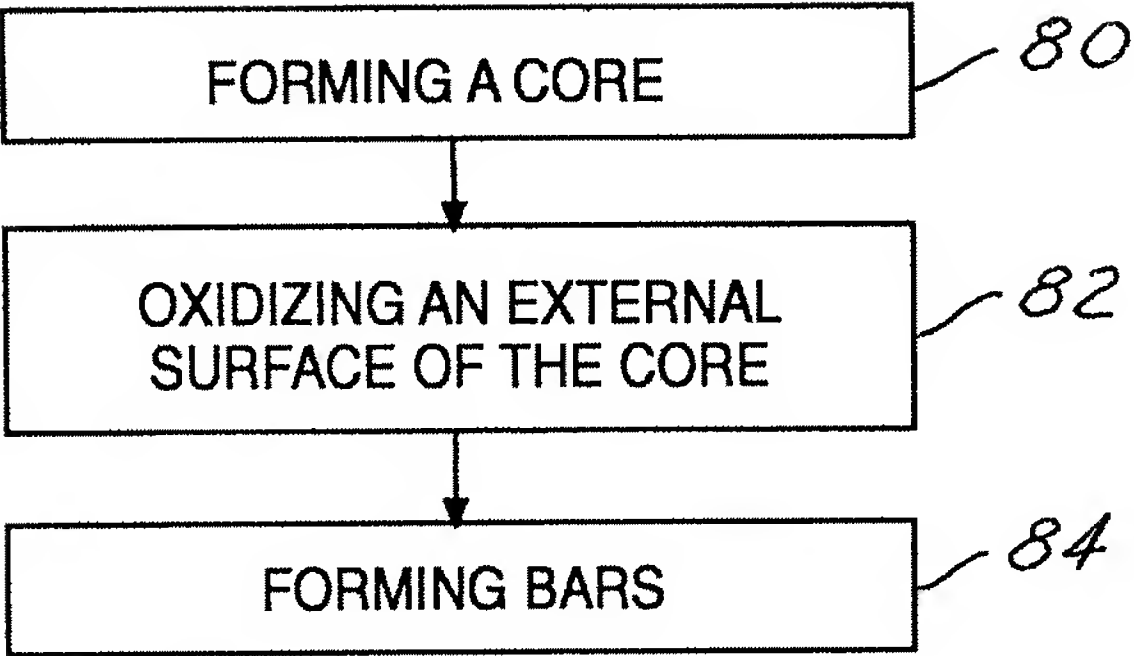 FORMING A CORE
80
OXIDIZING AN EXTERNAL
SURFACE OF THE CORE
82
FORMING BARS
84